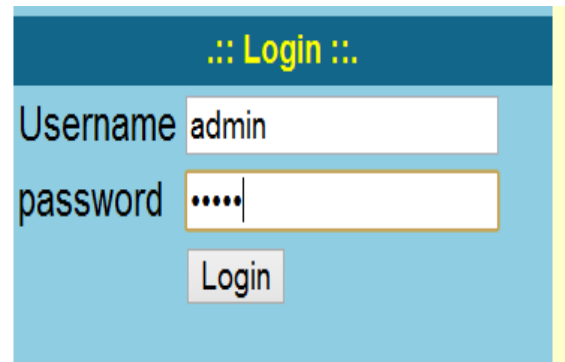 .:: Login ::.
Username admin
password •••••
Login